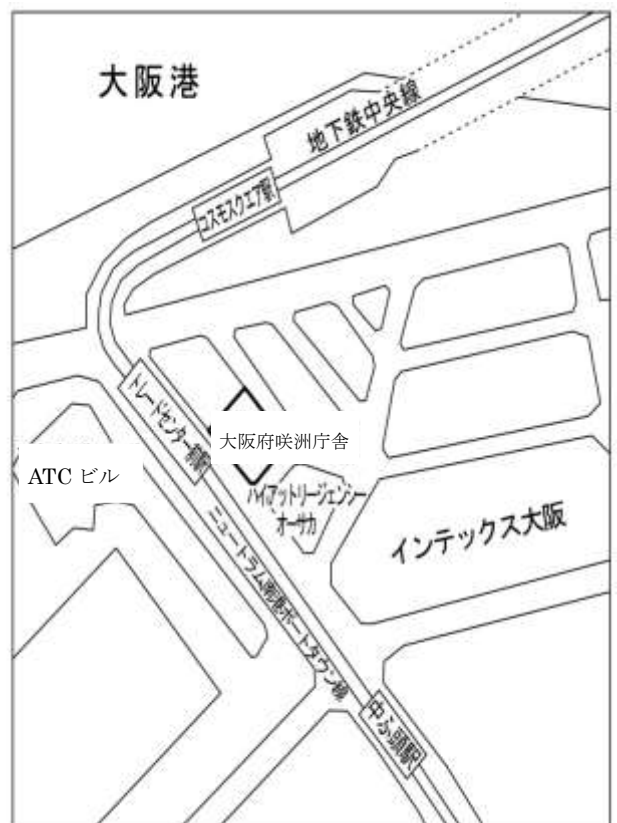 大阪港
地下鉄中央線
コスモスクエア駅
トレードセンター前駅
大阪府咲洲庁舎
ATC ビル
ハイアットリージェンシー
オーサカ
インテックス大阪
ニュートラム南港ポートタウン線
中ふ頭駅